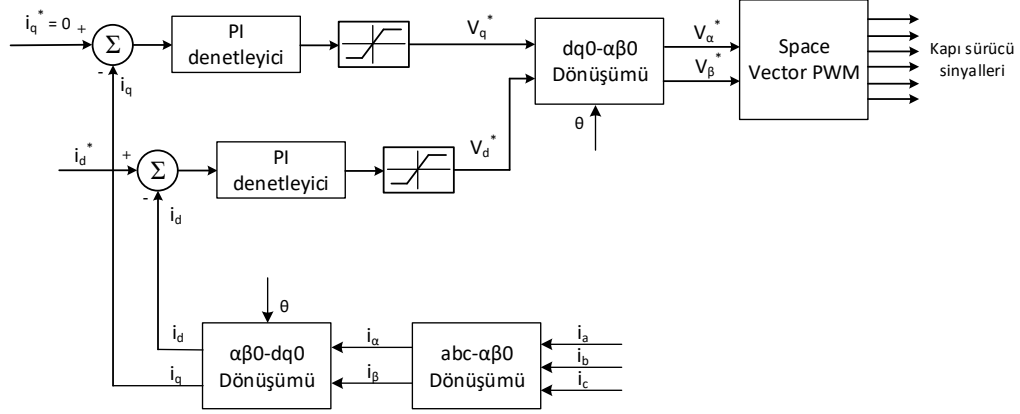 i_q^* = 0
+
Σ
-
i_q
PI
denetleyici
V_q^*
dq0-αβ0
Dönüşümü
θ
V_α^*
V_β^*
Space
Vector PWM
Kapı sürücü
sinyalleri
i_d^*
+
Σ
-
i_d
PI
denetleyici
V_d^*
θ
i_d
i_q
αβ0-dq0
Dönüşümü
i_α
i_β
abc-αβ0
Dönüşümü
i_a
i_b
i_c